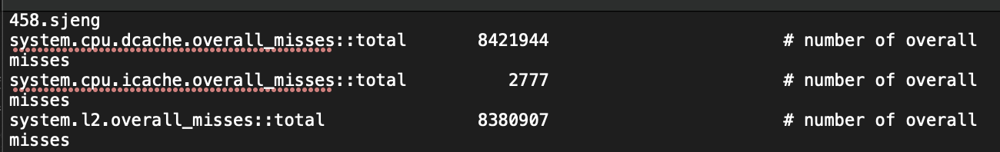 458.sjeng
system.cpu.dcache.overall_misses::total 8421944 # number of overall
misses
system.cpu.icache.overall_misses::total 2777 # number of overall
misses
system.l2.overall_misses::total 8380907 # number of overall
misses